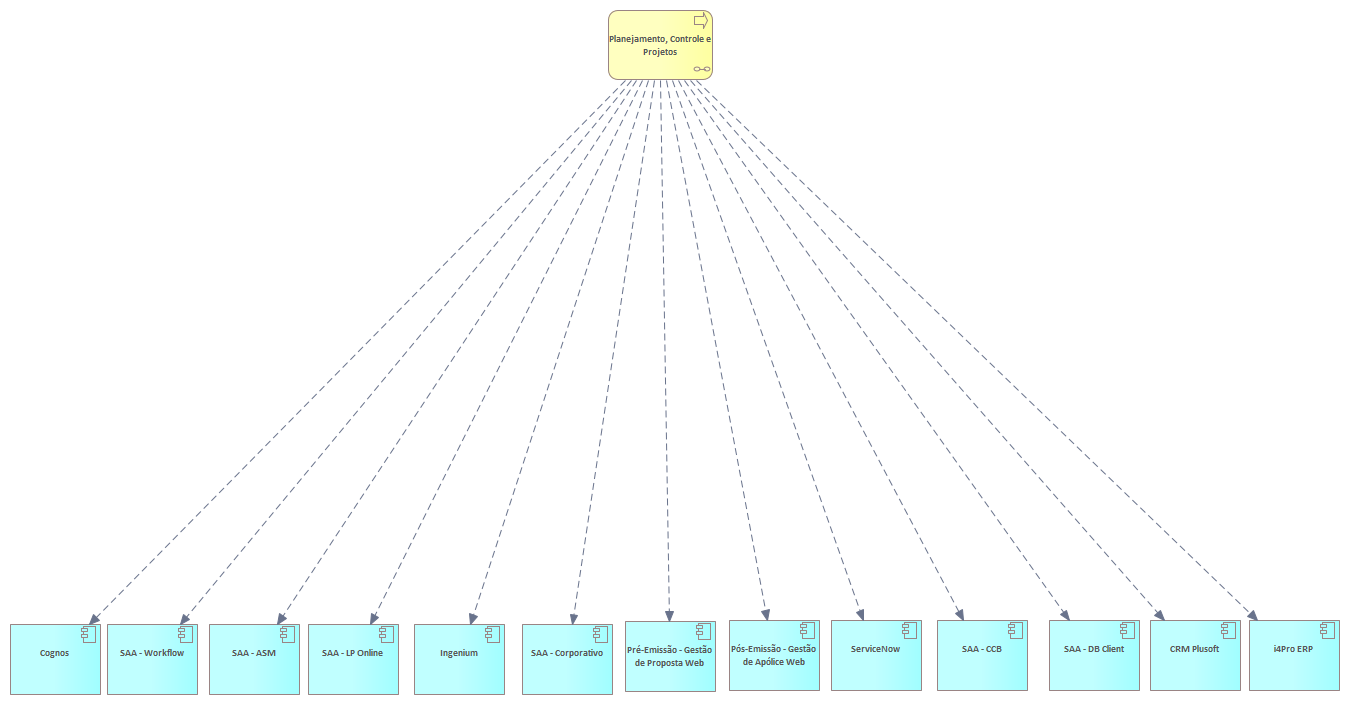 Planejamento, Controle e
Projetos
Cognos
SAA - Workflow
SAA - ASM
SAA - LP Online
Ingenium
SAA - Corporativo
Pré-Emissão - Gestão
de Proposta Web
Pós-Emissão - Gestão
de Apólice Web
ServiceNow
SAA - CCB
SAA - DB Client
CRM Plusoft
i4Pro ERP